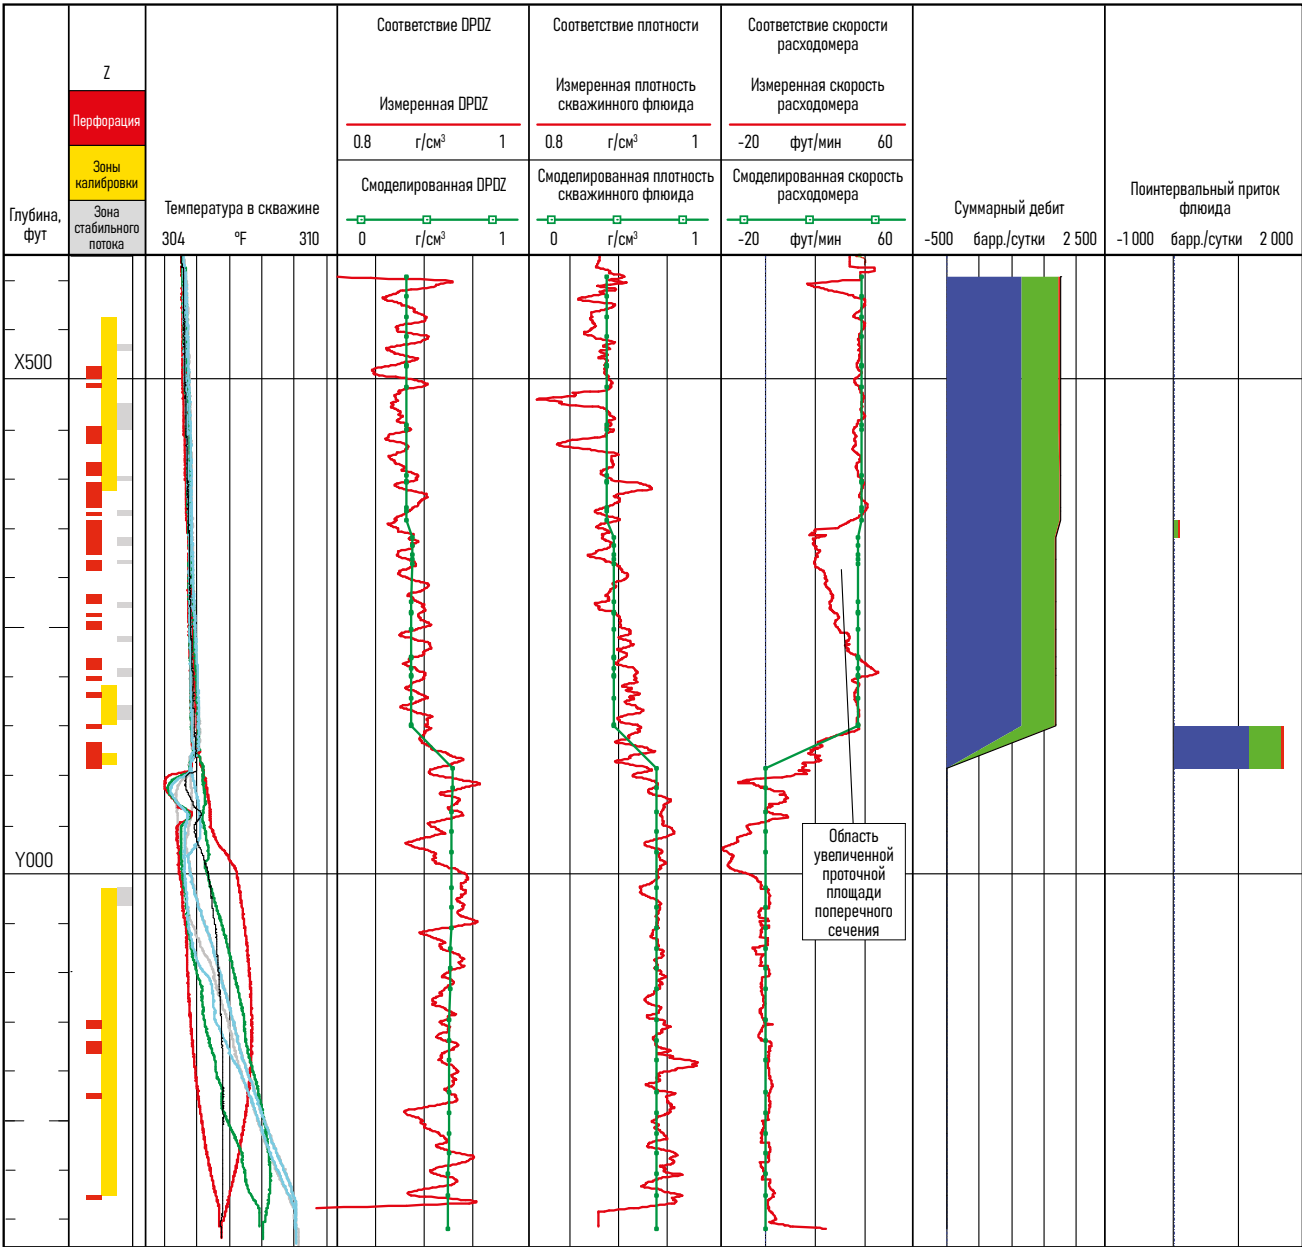 Глубина,
фут
Z
Перфорация
Зоны
калибровки
Зона
стабильного
потока
Температура в скважине
304 °F 310
Соответствие DPDZ
Измеренная DPDZ
0.8 г/см³ 1
Смоделированная DPDZ
0 г/см³ 1
Соответствие плотности
Измеренная плотность
скважинного флюида
0.8 г/см³ 1
Смоделированная плотность
скважинного флюида
0 г/см³ 1
Соответствие скорости
расходомера
Измеренная скорость
расходомера
-20 фут/мин 60
Смоделированная скорость
расходомера
-20 фут/мин 60
Суммарный дебит
-500 барр./сутки 2 500
Поинтервальный приток
флюида
-1 000 барр./сутки 2 000
X500
Y000
Область
увеличенной
проточной
площади
поперечного
сечения